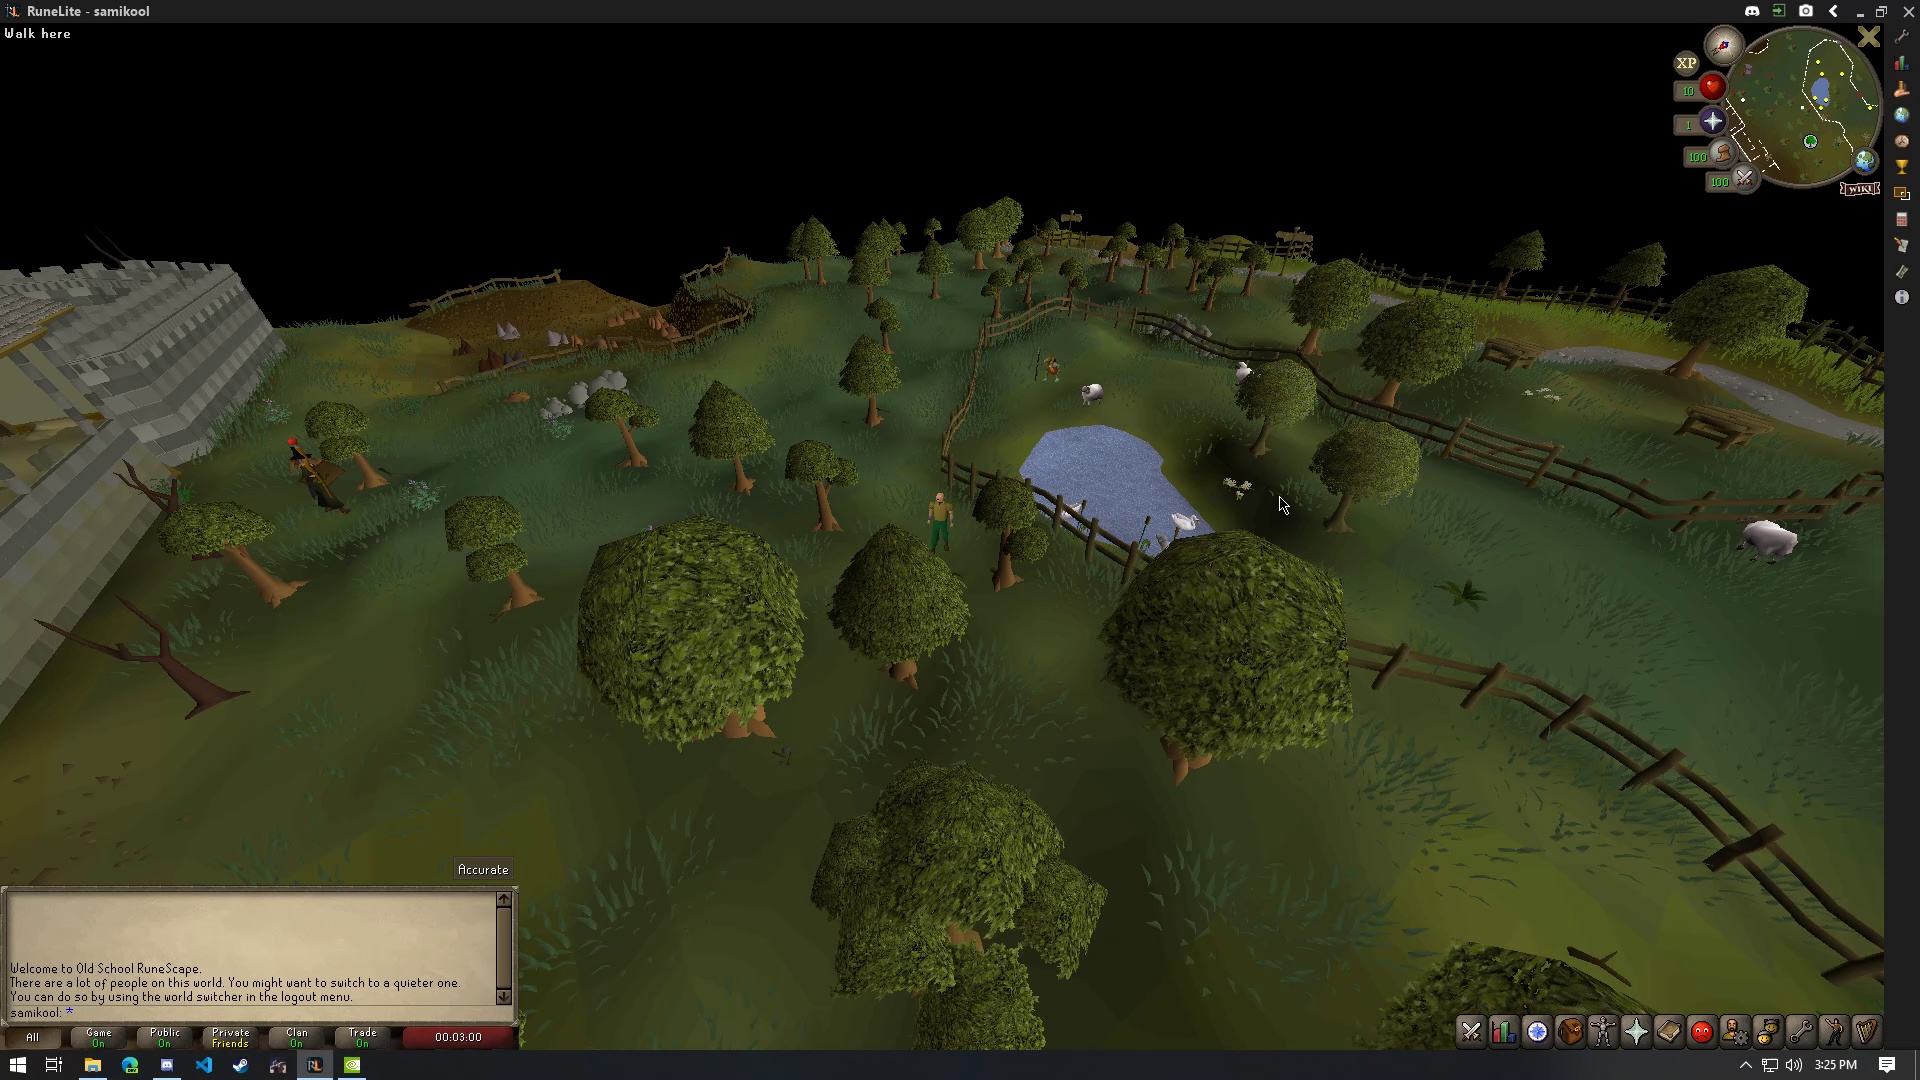 RuneLite - samikool
Walk here
XP
10
1
100
100
WIKI
Accurate
Welcome to Old School RuneScape.
There are a lot of people on this world. You might want to switch to a quieter one.
You can do so by using the world switcher in the logout menu.
samikool: *
All
Game
On
Public
On
Private
Friends
Clan
On
Trade
On
00:03:00
3:25 PM